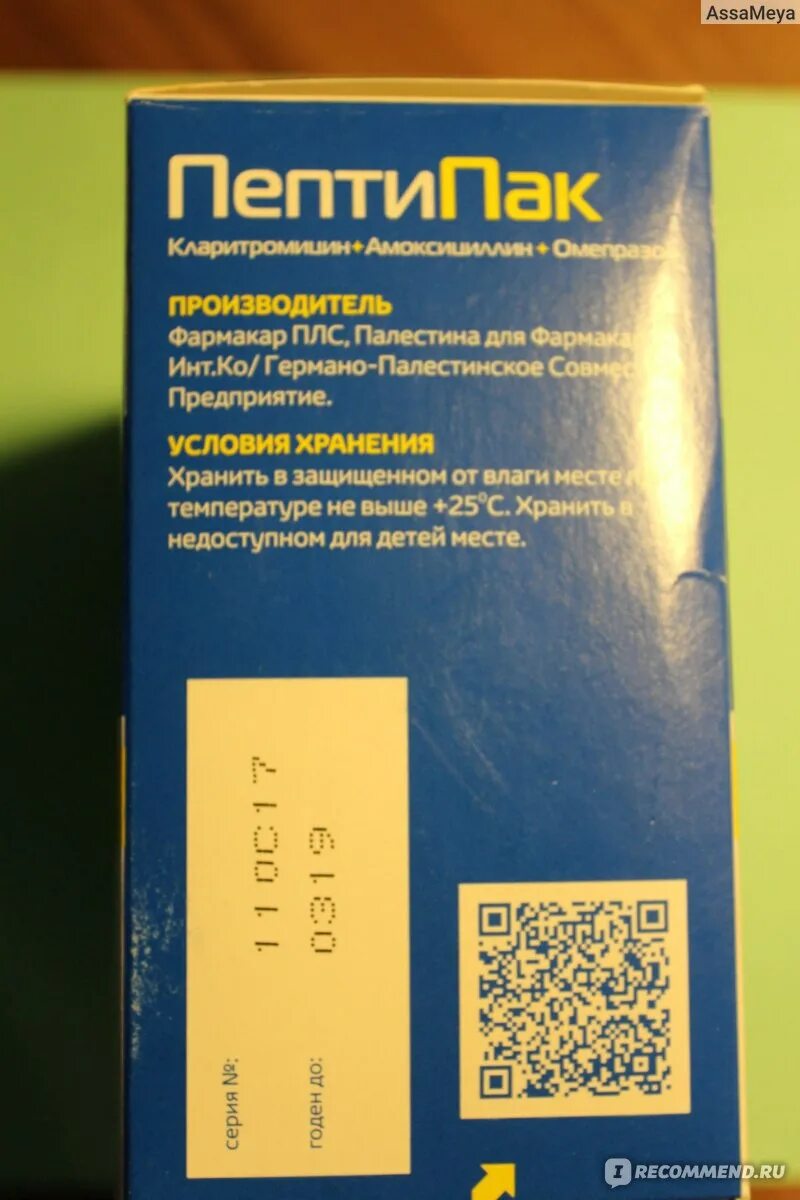 AssaMeya
ПептиПак
Кларитромицин+Амоксициллин+Омепразо
ПРОИЗВОДИТЕЛЬ
Фармакар ПЛС, Палестина для Фармака
Инт.Ко/ Германо-Палестинское Совмес
Предприятие.
УСЛОВИЯ ХРАНЕНИЯ
Хранить в защищенном от влаги месте
температуре не выше +25°С. Хранить в
недоступном для детей месте.
серия №: 110C17
годен до: 0319
IRECOMMEND.RU